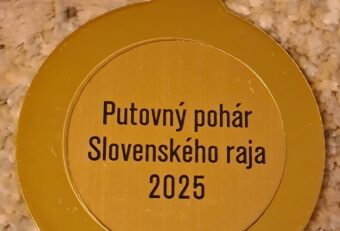 Putovný pohár
Slovenského raja
2025